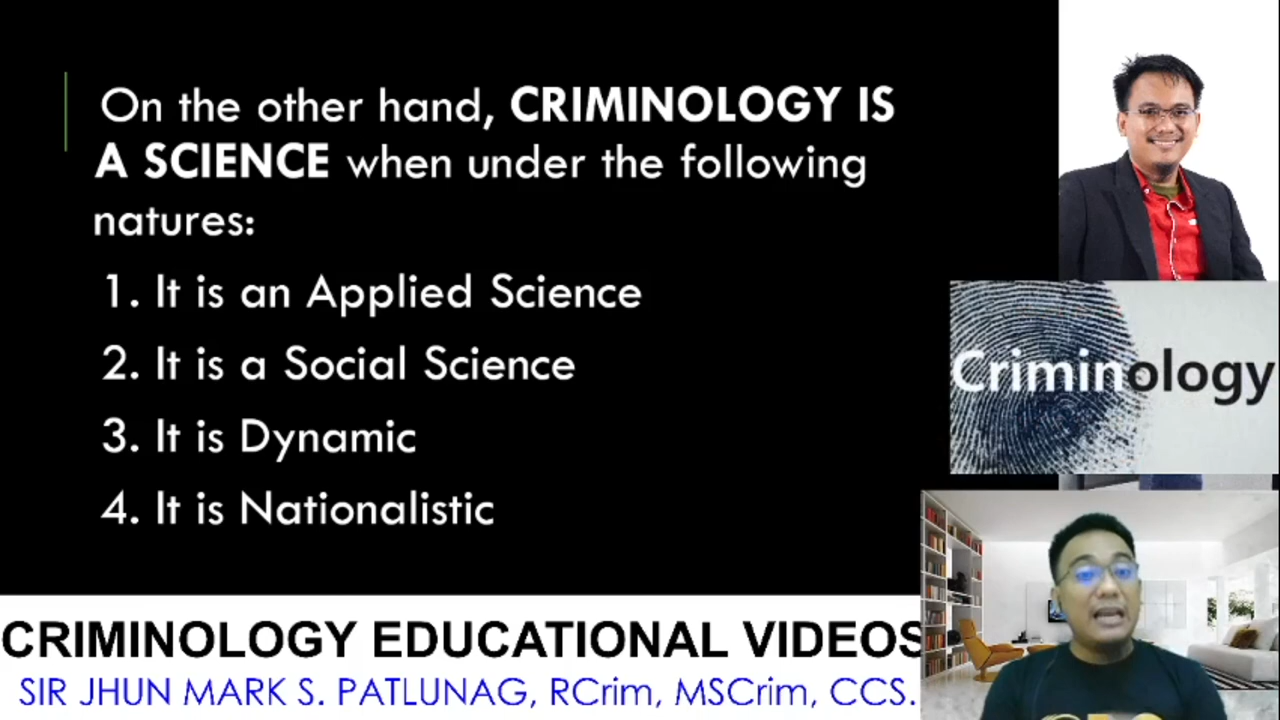 On the other hand, CRIMINOLOGY IS
A SCIENCE when under the following
natures:
1. It is an Applied Science
2. It is a Social Science
3. It is Dynamic
4. It is Nationalistic
Criminology
CRIMINOLOGY EDUCATIONAL VIDEOS
SIR JHUN MARK S. PATLUNAG, RCrim, MSCrim, CCS.